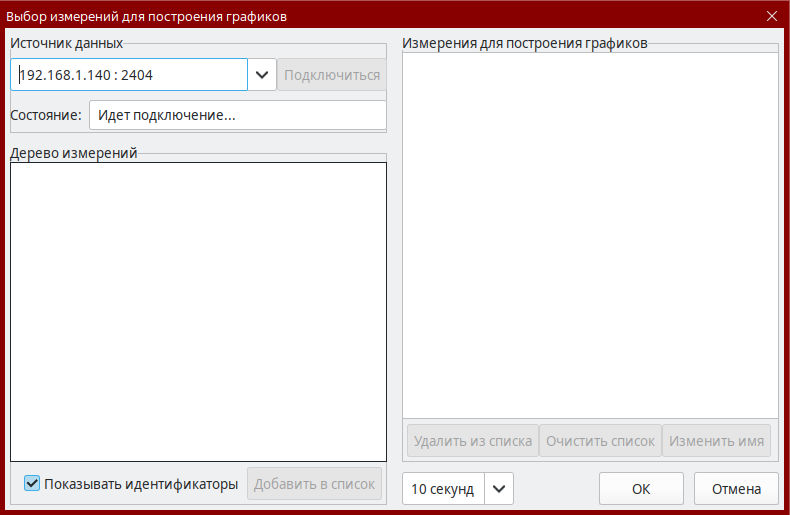 Выбор измерений для построения графиков
Источник данных
192.168.1.140 : 2404
Подключиться
Состояние:
Идет подключение...
Дерево измерений
Показывать идентификаторы
Добавить в список
Измерения для построения графиков
Удалить из списка
Очистить список
Изменить имя
10 секунд
ОК
Отмена